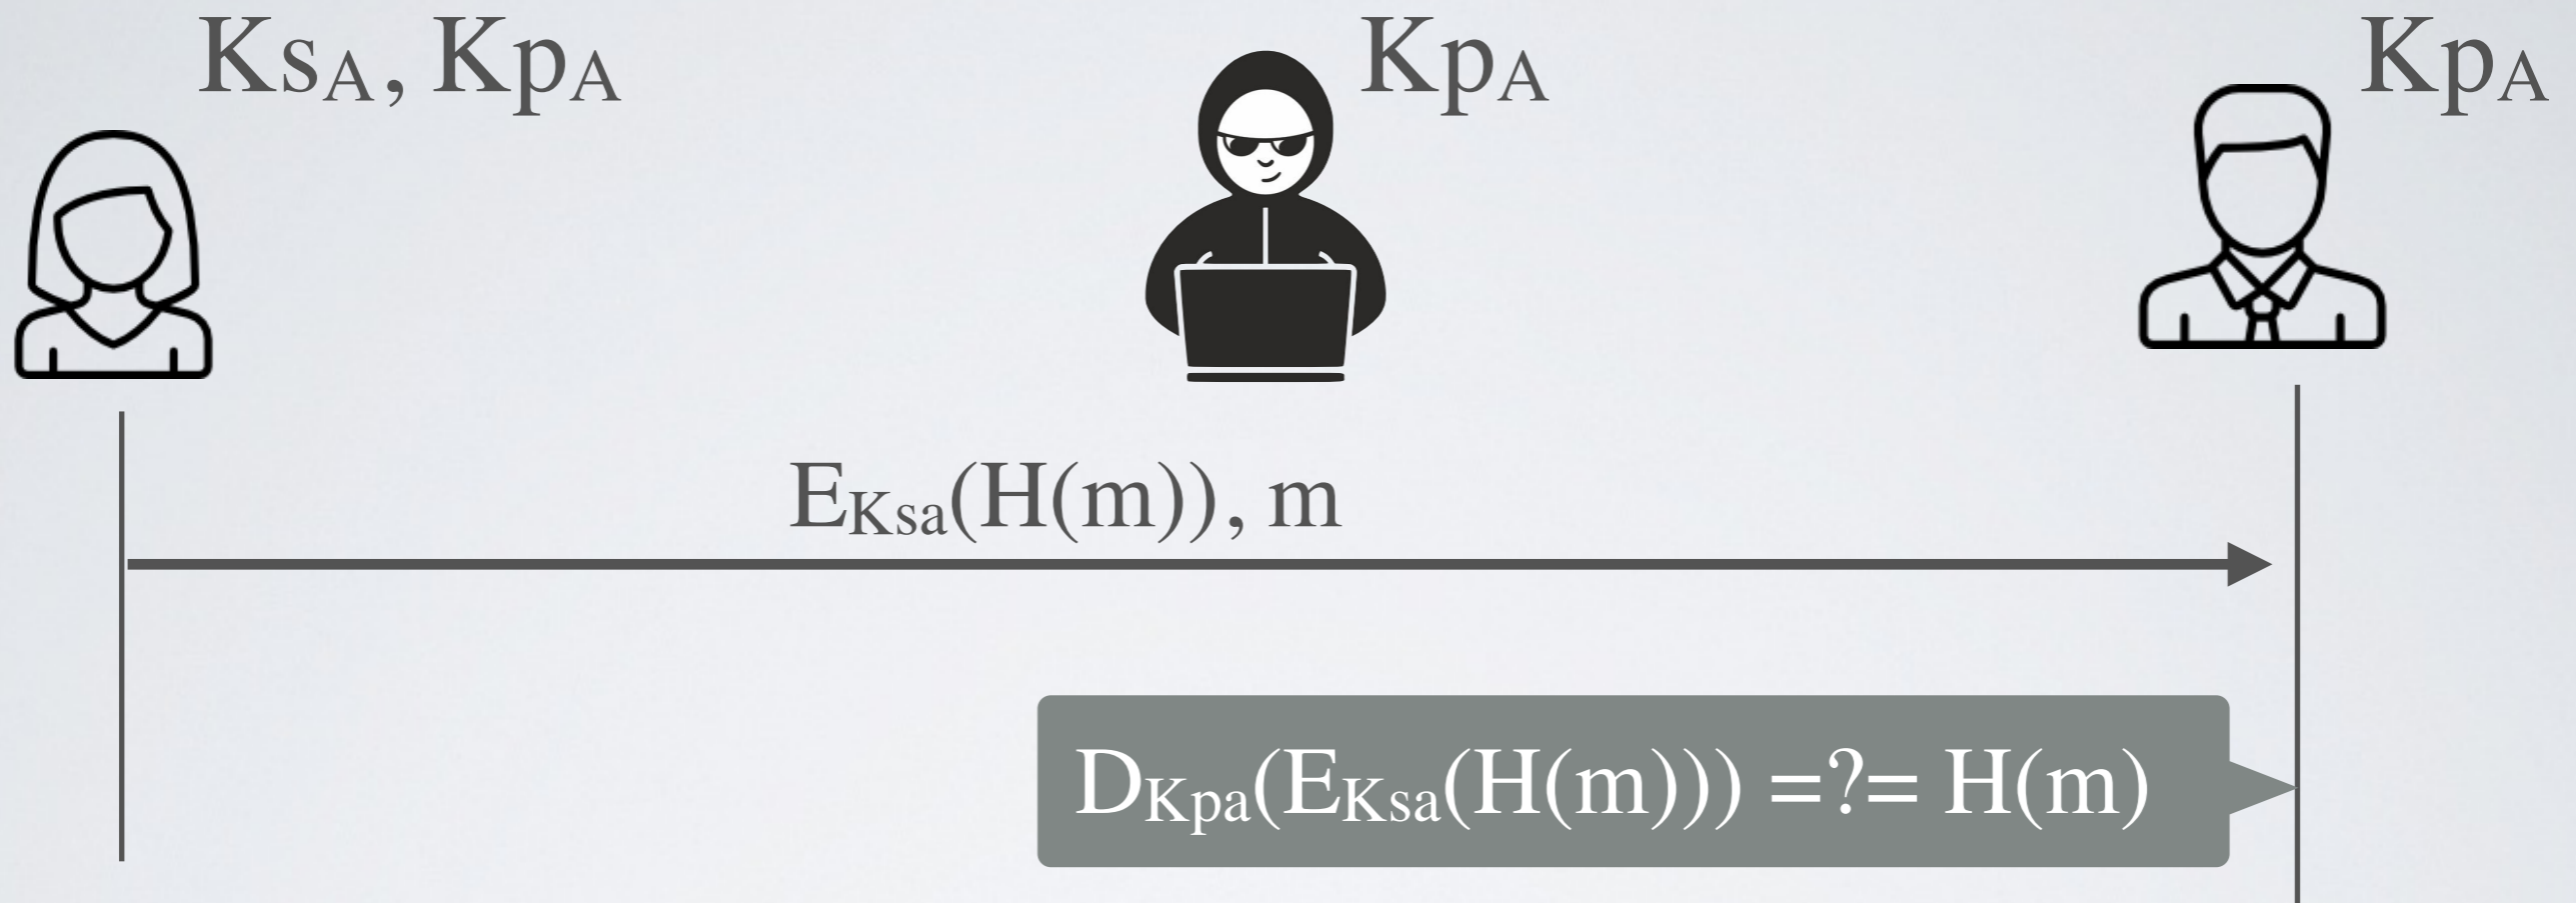 KsA, KpA
KpA
KpA
EKsa(H(m)), m
DKpa(EKsa(H(m))) =?= H(m)